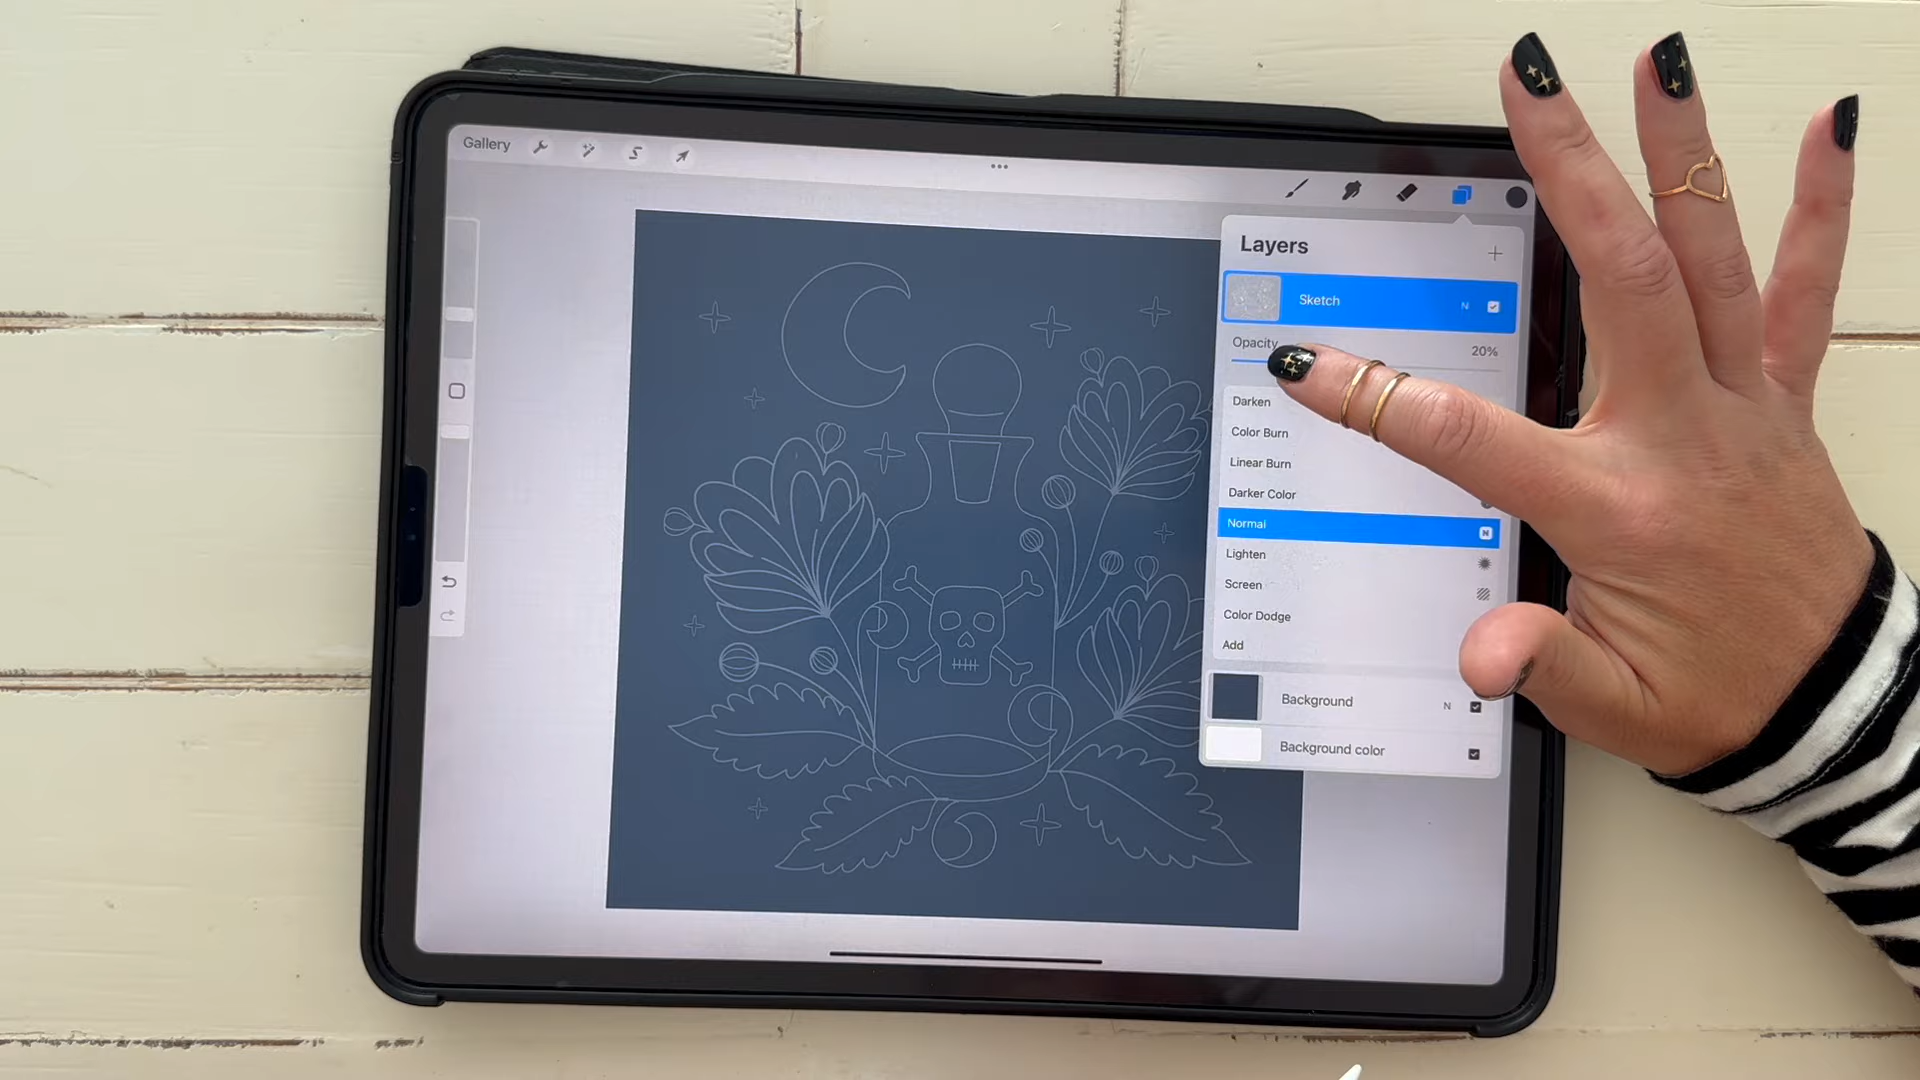 Gallery
Layers
Sketch N
Opacity 20%
Darken
Color Burn
Linear Burn
Darker Color
Normal N
Lighten
Screen
Color Dodge
Add
Background N
Background color